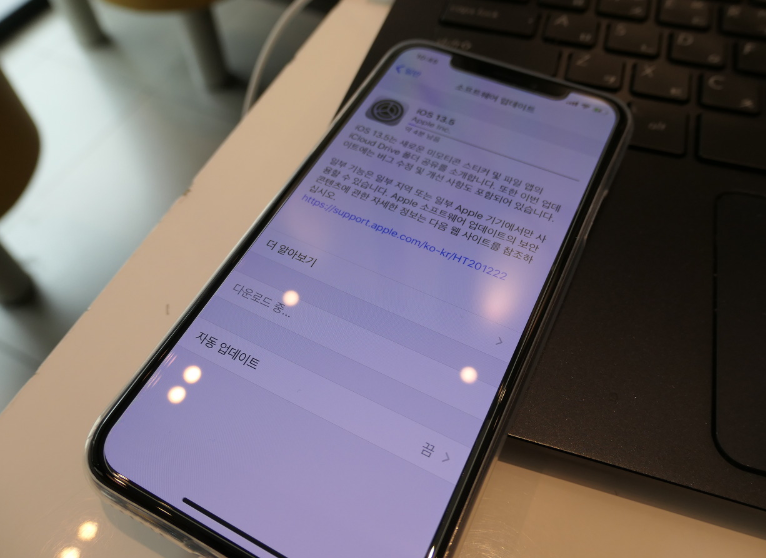 일반
소프트웨어 업데이트
iOS 13.5
Apple Inc.
iOS 13.5는 새로운 미모티콘 스티커 및 파일 앱의
iCloud Drive 폴더 공유를 소개합니다. 또한 이번 업데
이트에는 버그 수정 및 개선 사항도 포함되어 있습니다.
일부 기능은 일부 지역 또는 일부 Apple 기기에서만 사
용할 수 있습니다. Apple 소프트웨어 업데이트의 보안
콘텐츠에 관한 자세한 정보는 다음 웹 사이트를 참조하
십시오.
https://support.apple.com/ko-kr/HT201222
더 알아보기
다운로드 중...
자동 업데이트
끔
caps lock
A
S
D
F
Z
X
C
alt